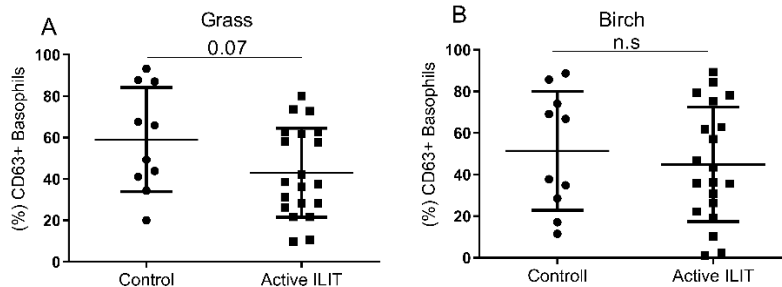 A
Grass
0.07
(%) CD63+ Basophils
100
80
60
40
20
0
Control
Active ILIT
B
Birch
n.s
(%) CD63+ Basophils
100
80
60
40
20
0
Controll
Active ILIT